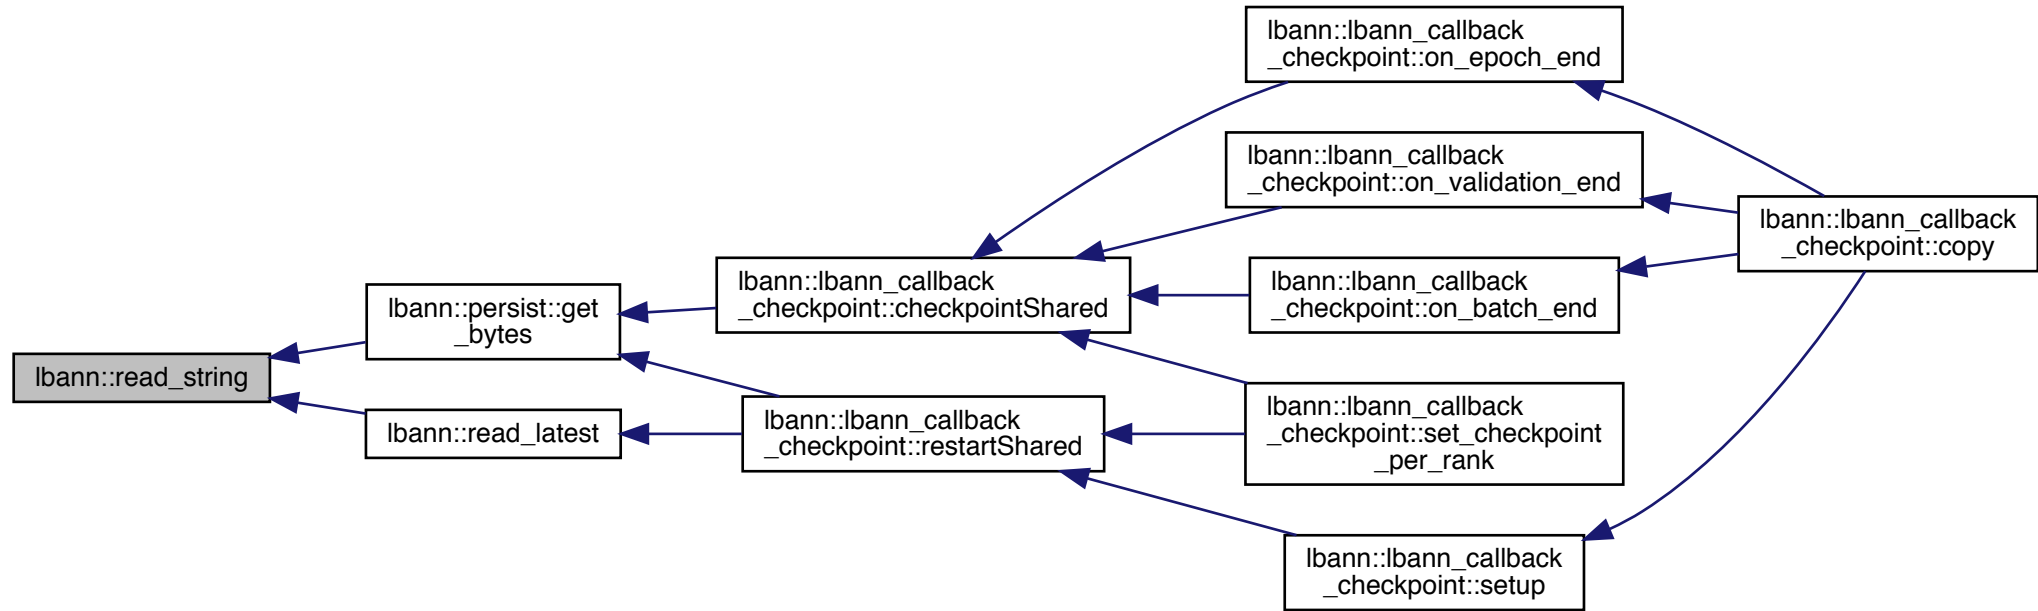 lbann::read_string
lbann::persist::get
_bytes
lbann::read_latest
lbann::lbann_callback
_checkpoint::checkpointShared
lbann::lbann_callback
_checkpoint::restartShared
lbann::lbann_callback
_checkpoint::on_epoch_end
lbann::lbann_callback
_checkpoint::on_validation_end
lbann::lbann_callback
_checkpoint::on_batch_end
lbann::lbann_callback
_checkpoint::set_checkpoint
_per_rank
lbann::lbann_callback
_checkpoint::setup
lbann::lbann_callback
_checkpoint::copy